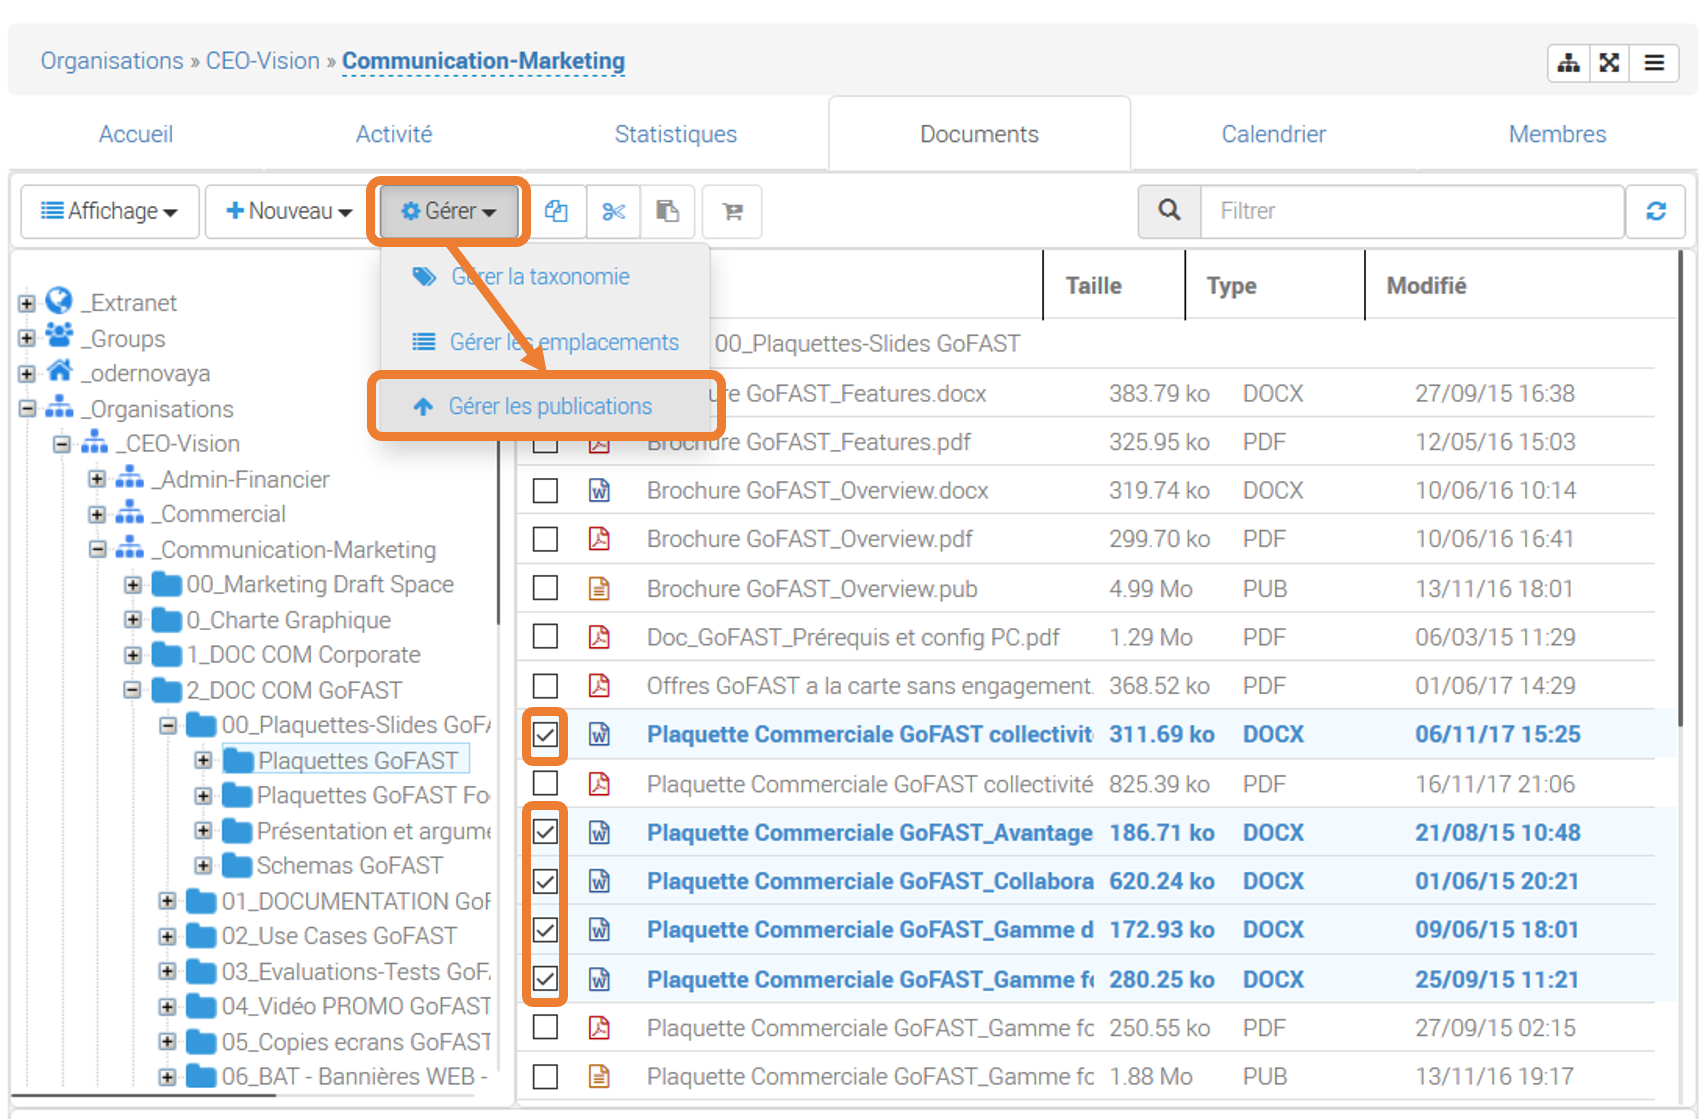 Organisations » CEO-Vision » Communication-Marketing
Accueil
Activité
Statistiques
Documents
Calendrier
Membres
Affichage
Nouveau
Gérer
Filtrer
Gérer la taxonomie
Gérer les emplacements
Gérer les publications
_Extranet
_Groups
_odernovaya
_Organisations
_CEO-Vision
_Admin-Financier
_Commercial
_Communication-Marketing
00_Marketing Draft Space
0_Charte Graphique
1_DOC COM Corporate
2_DOC COM GoFAST
00_Plaquettes-Slides GoFA
Plaquettes GoFAST
Plaquettes GoFAST Fo
Présentation et argume
Schemas GoFAST
01_DOCUMENTATION GoF
02_Use Cases GoFAST
03_Evaluations-Tests GoF
04_Vidéo PROMO GoFAST
05_Copies ecrans GoFAST
06_BAT - Bannières WEB -
Taille Type Modifié
00_Plaquettes-Slides GoFAST
ure GoFAST_Features.docx 383.79 ko DOCX 27/09/15 16:38
Brochure GoFAST_Features.pdf 325.95 ko PDF 12/05/16 15:03
Brochure GoFAST_Overview.docx 319.74 ko DOCX 10/06/16 10:14
Brochure GoFAST_Overview.pdf 299.70 ko PDF 10/06/16 16:41
Brochure GoFAST_Overview.pub 4.99 Mo PUB 13/11/16 18:01
Doc_GoFAST_Prérequis et config PC.pdf 1.29 Mo PDF 06/03/15 11:29
Offres GoFAST a la carte sans engagement. 368.52 ko PDF 01/06/17 14:29
Plaquette Commerciale GoFAST collectivit 311.69 ko DOCX 06/11/17 15:25
Plaquette Commerciale GoFAST collectivité 825.39 ko PDF 16/11/17 21:06
Plaquette Commerciale GoFAST_Avantage 186.71 ko DOCX 21/08/15 10:48
Plaquette Commerciale GoFAST_Collabora 620.24 ko DOCX 01/06/15 20:21
Plaquette Commerciale GoFAST_Gamme d 172.93 ko DOCX 09/06/15 18:01
Plaquette Commerciale GoFAST_Gamme fo 280.25 ko DOCX 25/09/15 11:21
Plaquette Commerciale GoFAST_Gamme fo 250.55 ko PDF 27/09/15 02:15
Plaquette Commerciale GoFAST_Gamme fo 1.88 Mo PUB 13/11/16 19:17